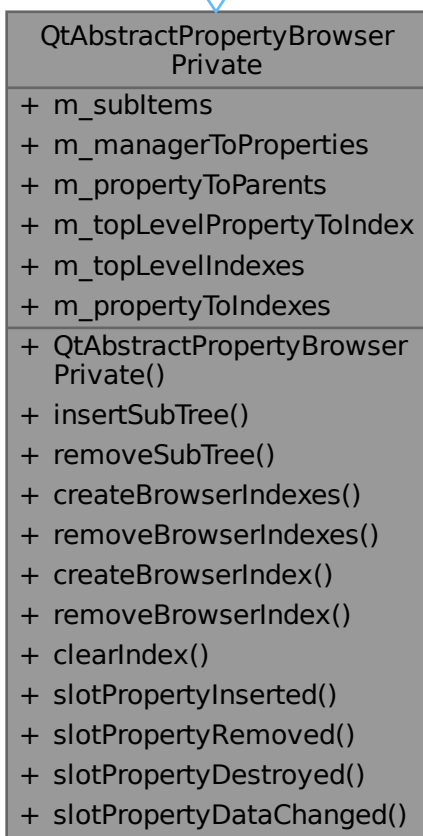 QtAbstractPropertyBrowser
Private
+ m_subItems
+ m_managerToProperties
+ m_propertyToParents
+ m_topLevelPropertyToIndex
+ m_topLevelIndexes
+ m_propertyToIndexes
+ QtAbstractPropertyBrowser
Private()
+ insertSubTree()
+ removeSubTree()
+ createBrowserIndexes()
+ removeBrowserIndexes()
+ createBrowserIndex()
+ removeBrowserIndex()
+ clearIndex()
+ slotPropertyInserted()
+ slotPropertyRemoved()
+ slotPropertyDestroyed()
+ slotPropertyDataChanged()